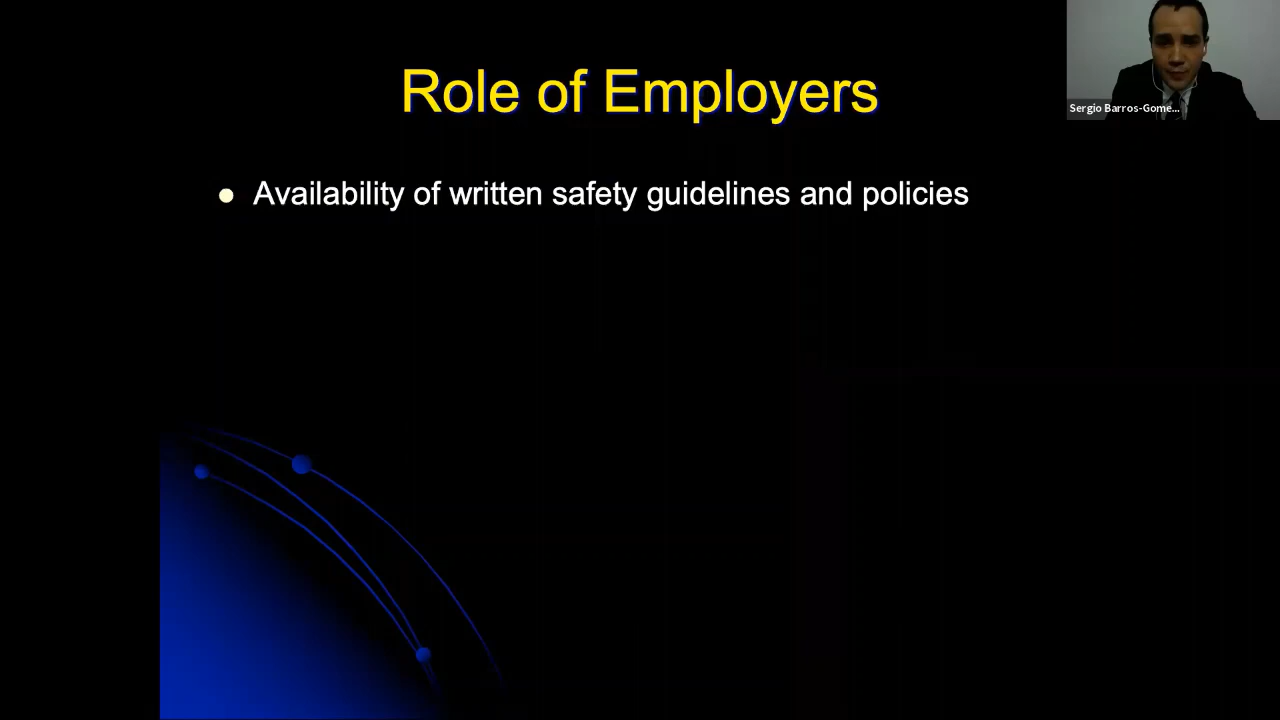 Role of Employers
Sergio Barros-Gome...
● Availability of written safety guidelines and policies